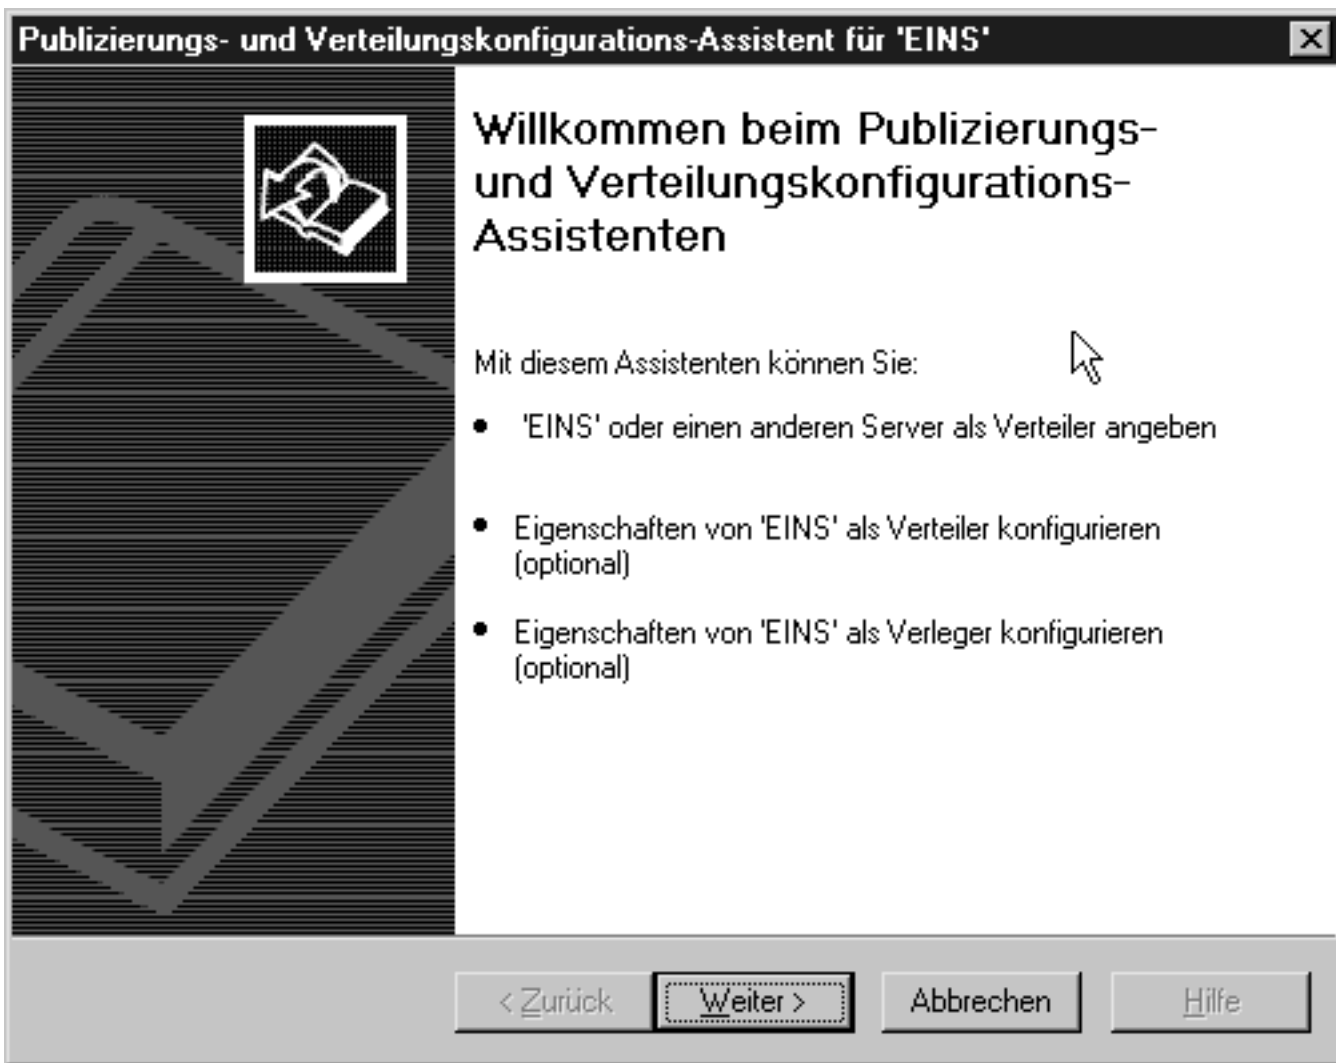 Publizierungs- und Verteilungskonfigurations-Assistent für 'EINS'
Willkommen beim Publizierungs-
und Verteilungskonfigurations-
Assistenten
Mit diesem Assistenten können Sie:
• 'EINS' oder einen anderen Server als Verteiler angeben
• Eigenschaften von 'EINS' als Verteiler konfigurieren
(optional)
• Eigenschaften von 'EINS' als Verleger konfigurieren
(optional)
< Zurück
Weiter >
Abbrechen
Hilfe